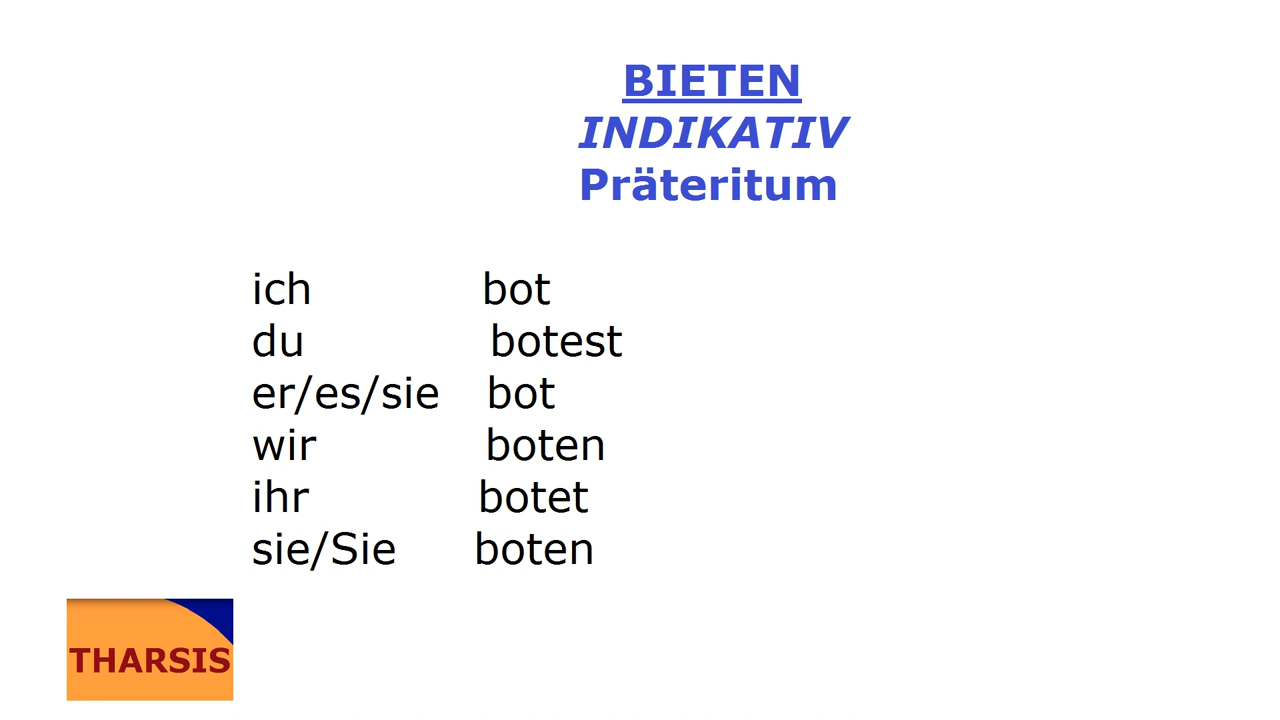 BIETEN
INDIKATIV
Präteritum
ich bot
du botest
er/es/sie bot
wir boten
ihr botet
sie/Sie boten
THARSIS